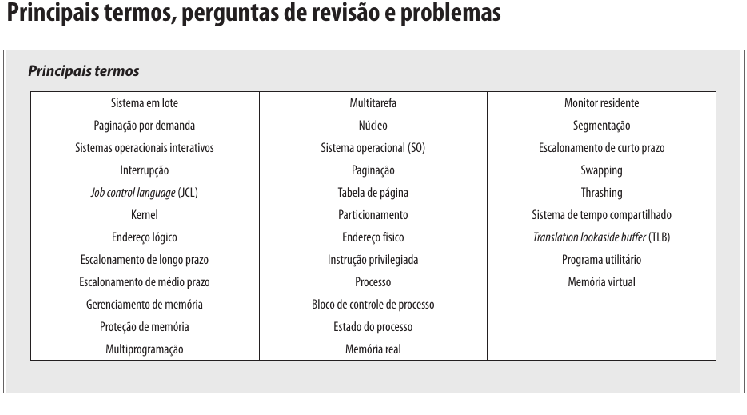 Principais termos, perguntas de revisão e problemas
Principais termos
Sistema em lote
Paginação por demanda
Sistemas operacionais interativos
Interrupção
Job control language (JCL)
Kernel
Endereço lógico
Escalonamento de longo prazo
Escalonamento de médio prazo
Gerenciamento de memória
Proteção de memória
Multiprogramação
Multitarefa
Núcleo
Sistema operacional (SO)
Paginação
Tabela de página
Particionamento
Endereço físico
Instrução privilegiada
Processo
Bloco de controle de processo
Estado do processo
Memória real
Monitor residente
Segmentação
Escalonamento de curto prazo
Swapping
Thrashing
Sistema de tempo compartilhado
Translation lookaside buffer (TLB)
Programa utilitário
Memória virtual